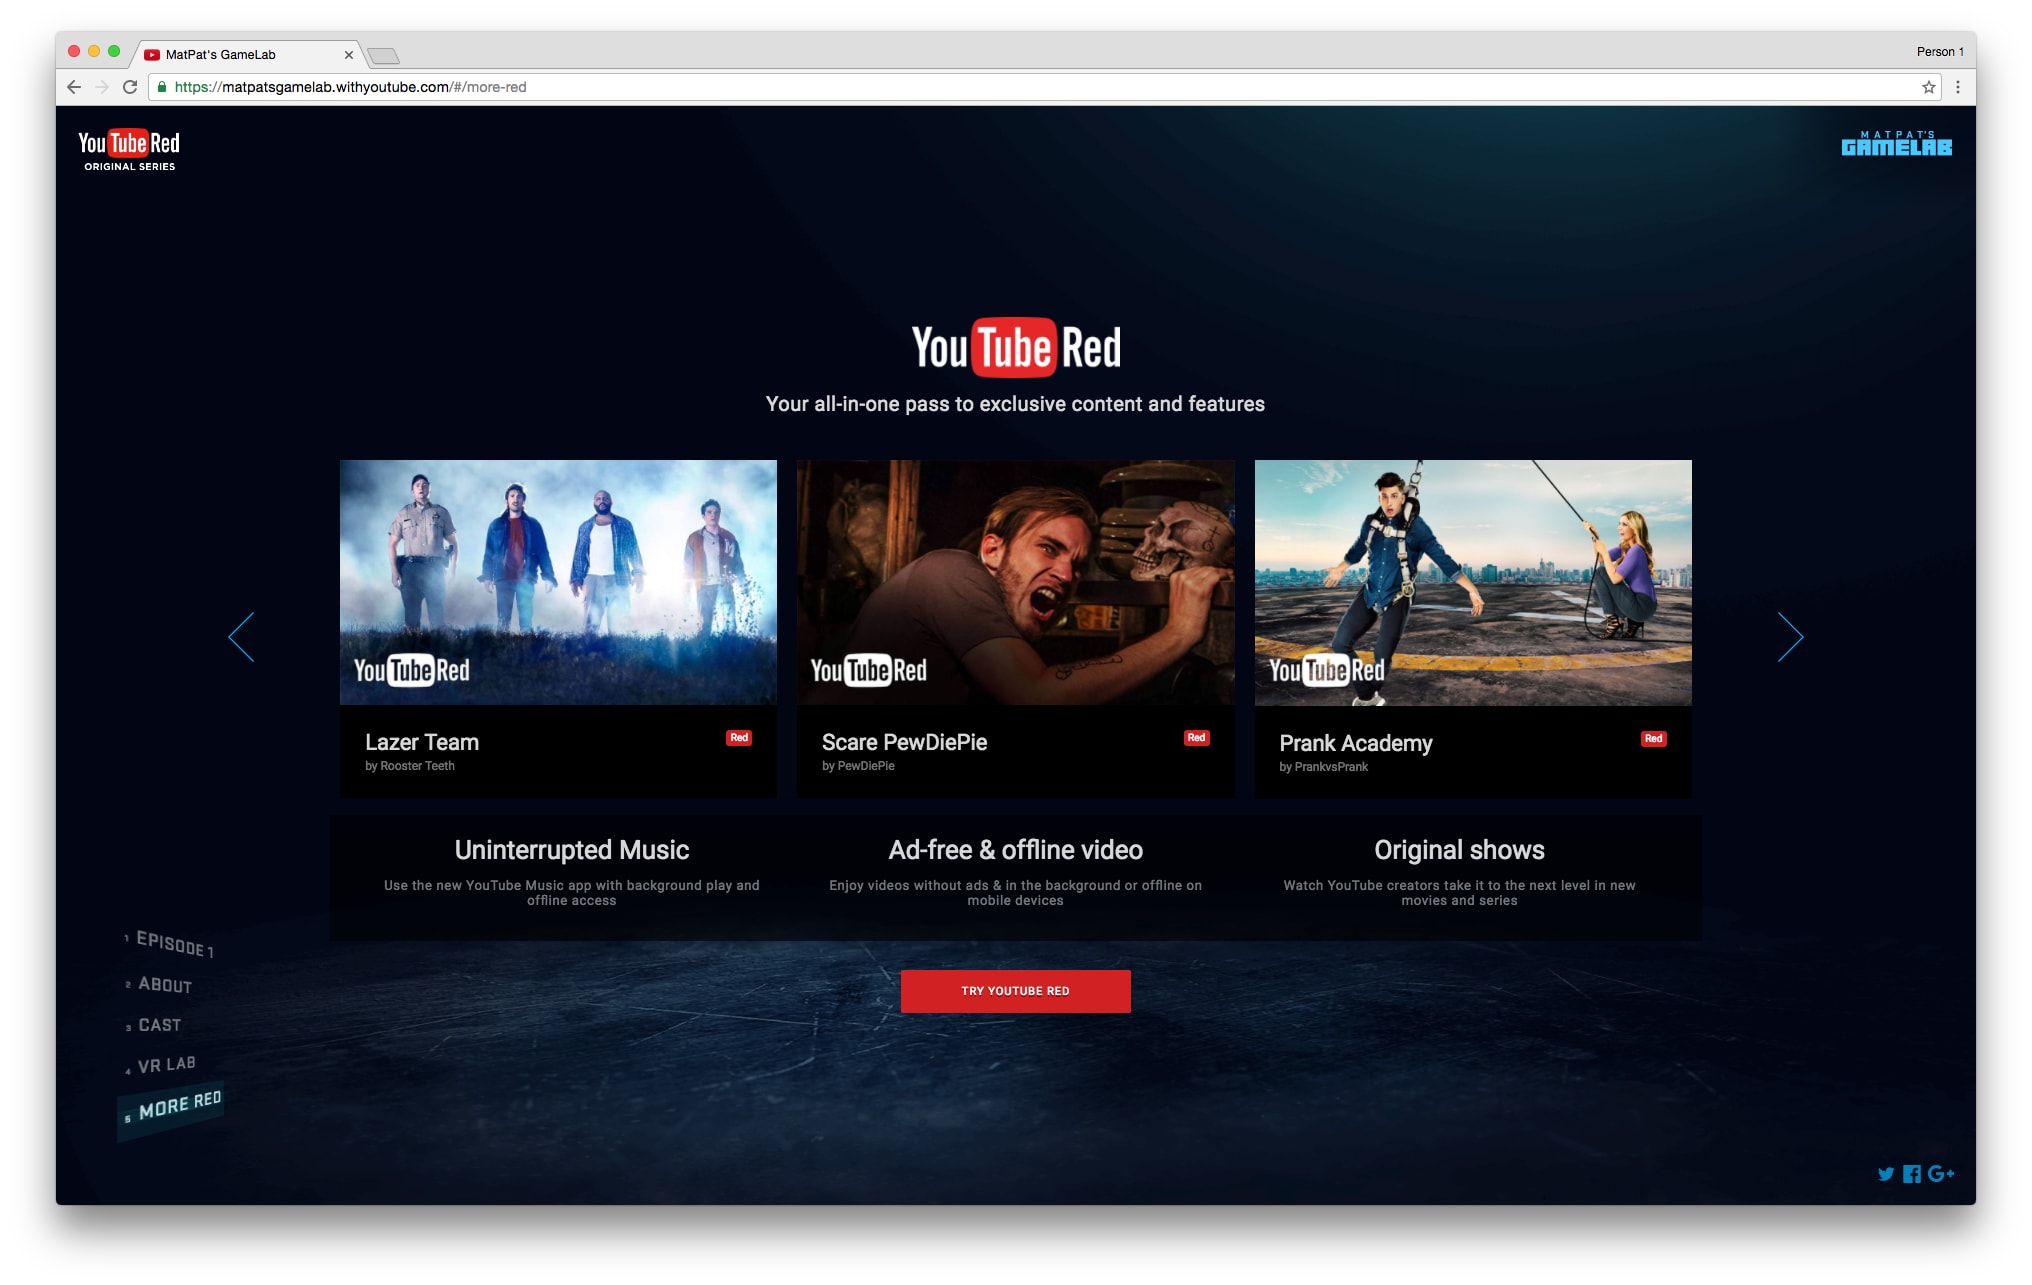 MatPat's GameLab
Person 1
https://matpatsgamelab.withyoutube.com/#/more-red
YouTube Red
ORIGINAL SERIES
MATPAT'S
GAMELAB
YouTube Red
Your all-in-one pass to exclusive content and features
YouTube Red
YouTube Red
YouTube Red
Lazer Team
Red
by Rooster Teeth
Scare PewDiePie
Red
by PewDiePie
Prank Academy
Red
by PrankvsPrank
Uninterrupted Music
Use the new YouTube Music app with background play and
offline access
Ad-free & offline video
Enjoy videos without ads & in the background or offline on
mobile devices
Original shows
Watch YouTube creators take it to the next level in new
movies and series
1 EPISODE 1
2 ABOUT
3 CAST
4 VR LAB
5 MORE RED
TRY YOUTUBE RED
G+